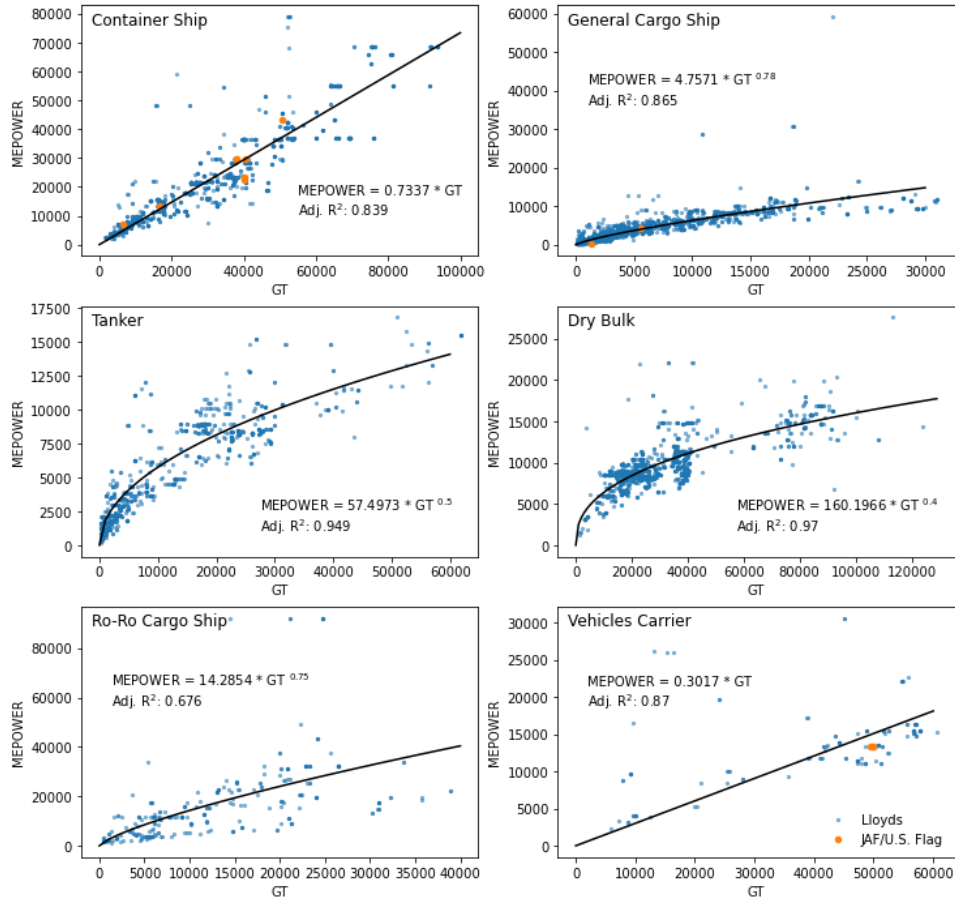 Container Ship
MEPOWER
80000
70000
60000
50000
40000
30000
20000
10000
0
MEPOWER = 0.7337 * GT
Adj. R²: 0.839
0 20000 40000 60000 80000 100000
GT
General Cargo Ship
MEPOWER
60000
50000
40000
30000
20000
10000
0
MEPOWER = 4.7571 * GT 0.78
Adj. R²: 0.865
0 5000 10000 15000 20000 25000 30000
GT
Tanker
MEPOWER
17500
15000
12500
10000
7500
5000
2500
0
MEPOWER = 57.4973 * GT 0.5
Adj. R²: 0.949
0 10000 20000 30000 40000 50000 60000
GT
Dry Bulk
MEPOWER
25000
20000
15000
10000
5000
0
MEPOWER = 160.1966 * GT 0.4
Adj. R²: 0.97
0 20000 40000 60000 80000 100000 120000
GT
Ro-Ro Cargo Ship
MEPOWER
80000
60000
40000
20000
0
MEPOWER = 14.2854 * GT 0.75
Adj. R²: 0.676
0 5000 10000 15000 20000 25000 30000 35000 40000
GT
Vehicles Carrier
MEPOWER
30000
25000
20000
15000
10000
5000
0
MEPOWER = 0.3017 * GT
Adj. R²: 0.87
Lloyds
JAF/U.S. Flag
0 10000 20000 30000 40000 50000 60000
GT